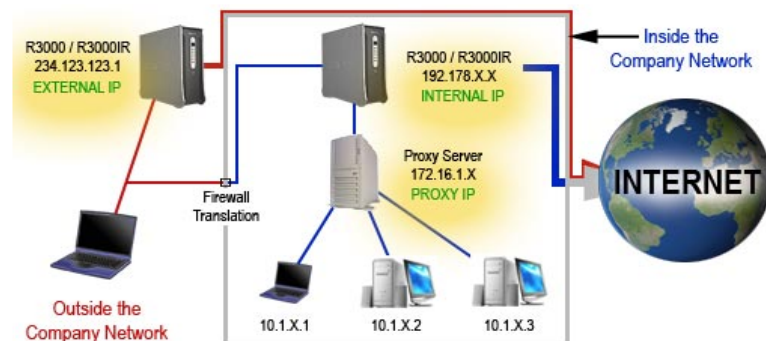 R3000 / R3000IR
234.123.123.1
EXTERNAL IP
R3000 / R3000IR
192.178.X.X
INTERNAL IP
Inside the
Company Network
Proxy Server
172.16.1.X
PROXY IP
INTERNET
Firewall
Translation
Outside the
Company Network
10.1.X.1
10.1.X.2
10.1.X.3